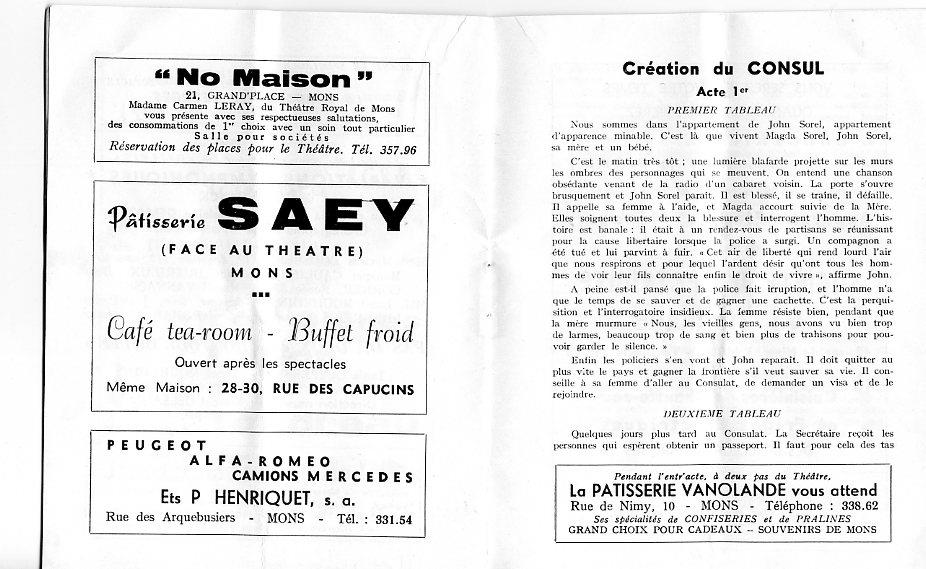 “No Maison”
21, GRAND'PLACE — MONS
Madame Carmen LERAY, du Théâtre Royal de Mons
vous présente avec ses respectueuses salutations,
des consommations de 1er choix avec un soin tout particulier
Salle pour sociétés
Réservation des places pour le Théâtre. Tél. 357.96
Pâtisserie SAEY
(FACE AU THEATRE)
MONS
Café tea-room - Buffet froid
Ouvert après les spectacles
Même Maison : 28-30, RUE DES CAPUCINS
PEUGEOT
ALFA-ROMEO
CAMIONS MERCEDES
Ets P HENRIQUET, s. a.
Rue des Arquebusiers - MONS - Tél. : 331.54
Création du CONSUL
Acte 1er
PREMIER TABLEAU
Nous sommes dans l'appartement de John Sorel, appartement
d'apparence minable. C'est là que vivent Magda Sorel, John Sorel,
sa mère et un bébé.
C'est le matin très tôt ; une lumière blafarde projette sur les murs
les ombres des personnages qui se meuvent. On entend une chanson
obsédante venant de la radio d'un cabaret voisin. La porte s'ouvre
brusquement et John Sorel parait. Il est blessé, il se traine, il défaille.
Il appelle sa femme à l'aide, et Magda accourt suivie de la Mère.
Elles soignent toutes deux la blessure et interrogent l'homme. L'his-
toire est banale : il était à un rendez-vous de partisans se réunissant
pour la cause libertaire lorsque la police a surgi. Un compagnon a
été tué et lui parvint à fuir. « Cet air de liberté qui rend lourd l'air
que nous respirons et pour lequel l'ardent désir qu'ont tous les hom-
mes de voir leur fils connaitre enfin le droit de vivre », affirme John.
A peine est-il pansé que la police fait irruption, et l'homme n'a
que le temps de se sauver et de gagner une cachette. C'est la perqui-
sition et l'interrogatoire insidieux. La femme résiste bien, pendant que
la mère murmure « Nous, les vieilles gens, nous avons vu bien trop
de larmes, beaucoup trop de sang et bien plus de trahisons pour pou-
voir garder le silence. »
Enfin les policiers s'en vont et John reparait. Il doit quitter au
plus vite le pays et gagner la frontière s'il veut sauver sa vie. Il con-
seille à sa femme d'aller au Consulat, de demander un visa et de le
rejoindre.
DEUXIEME TABLEAU
Quelques jours plus tard au Consulat. La Secrétaire reçoit les
personnes qui espèrent obtenir un passeport. Il faut pour cela des tas
Pendant l'entr'acte, à deux pas du Théâtre,
La PATISSERIE VANOLANDE vous attend
Rue de Nimy, 10 - MONS - Téléphone : 338.62
Ses spécialités de CONFISERIES et de PRALINES
GRAND CHOIX POUR CADEAUX -- SOUVENIRS DE MONS